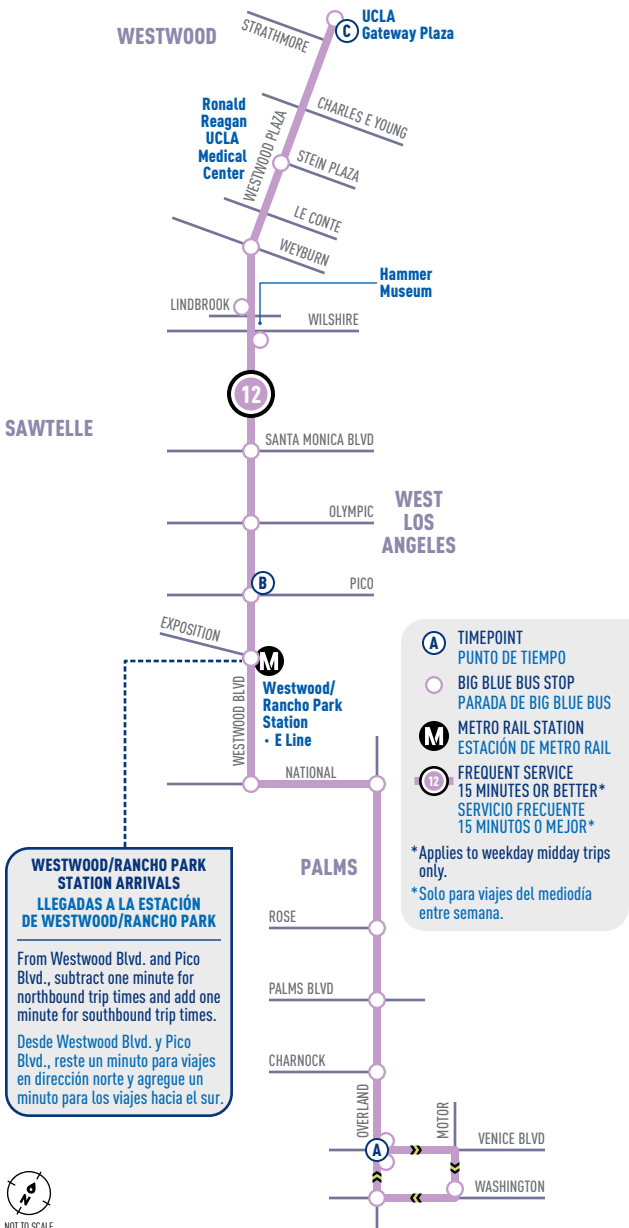 WESTWOOD
STRATHMORE
C
UCLA
Gateway Plaza
Ronald
Reagan
UCLA
Medical
Center
WESTWOOD PLAZA
CHARLES E YOUNG
STEIN PLAZA
LE CONTE
WEYBURN
Hammer
Museum
LINDBROOK
WILSHIRE
12
SAWTELLE
SANTA MONICA BLVD
OLYMPIC
WEST
LOS
ANGELES
B
PICO
EXPOSITION
M
Westwood/
Rancho Park
Station
· E Line
WESTWOOD BLVD
NATIONAL
A
TIMEPOINT
PUNTO DE TIEMPO
BIG BLUE BUS STOP
PARADA DE BIG BLUE BUS
M
METRO RAIL STATION
ESTACIÓN DE METRO RAIL
12
FREQUENT SERVICE
15 MINUTES OR BETTER*
SERVICIO FRECUENTE
15 MINUTOS O MEJOR*
*Applies to weekday midday trips
only.
*Solo para viajes del mediodía
entre semana.
WESTWOOD/RANCHO PARK
STATION ARRIVALS
LLEGADAS A LA ESTACIÓN
DE WESTWOOD/RANCHO PARK
From Westwood Blvd. and Pico
Blvd., subtract one minute for
northbound trip times and add one
minute for southbound trip times.
Desde Westwood Blvd. y Pico
Blvd., reste un minuto para viajes
en dirección norte y agregue un
minuto para los viajes hacia el sur.
PALMS
ROSE
PALMS BLVD
CHARNOCK
OVERLAND
MOTOR
A
VENICE BLVD
WASHINGTON
N
NOT TO SCALE